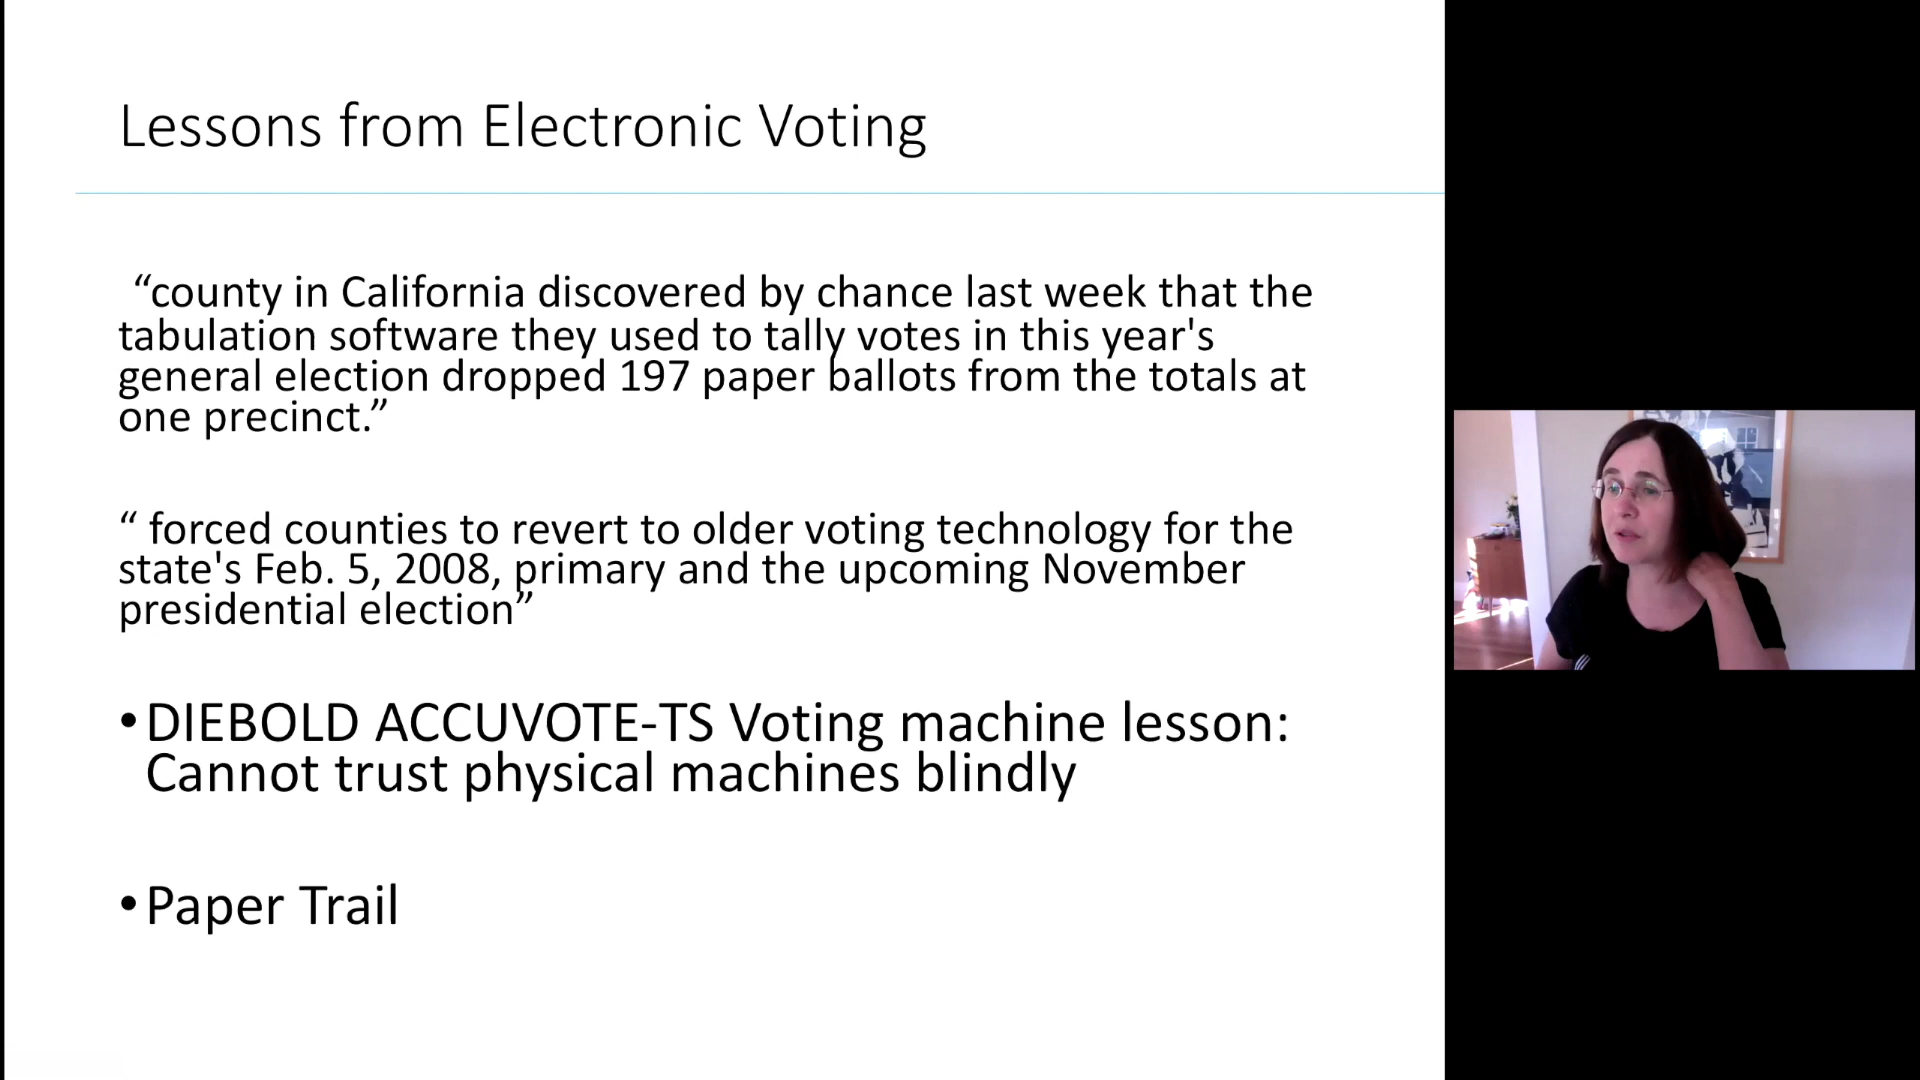 Lessons from Electronic Voting
“county in California discovered by chance last week that the
tabulation software they used to tally votes in this year's
general election dropped 197 paper ballots from the totals at
one precinct.”
“ forced counties to revert to older voting technology for the
state's Feb. 5, 2008, primary and the upcoming November
presidential election”
•DIEBOLD ACCUVOTE-TS Voting machine lesson:
Cannot trust physical machines blindly
•Paper Trail